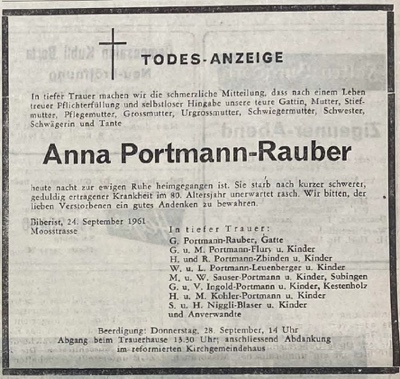 TODES-ANZEIGE
In tiefer Trauer machen wir die schmerzliche Mitteilung, dass nach einem Leben
treuer Pflichterfüllung und selbstloser Hingabe unsere teure Gattin, Mutter, Stief-
mutter, Pflegemutter, Grossmutter, Urgrossmutter, Schwiegermutter, Schwester,
Schwägerin und Tante
Anna Portmann-Rauber
heute nacht zur ewigen Ruhe heimgegangen ist. Sie starb nach kurzer schwerer,
geduldig ertragener Krankheit im 80. Altersjahr unerwartet rasch. Wir bitten, der
lieben Verstorbenen ein gutes Andenken zu bewahren.
Biberist, 24. September 1961
Moosstrasse
In tiefer Trauer:
G. Portmann-Rauber, Gatte
G. u. M. Portmann-Flury u. Kinder
H. und R. Portmann-Zbinden u. Kinder
W. u. L. Portmann-Leuenberger u. Kinder
M. u. W. Sauser-Portmann u. Kinder, Subingen
G. u. V. Ingold-Portmann u. Kinder, Kestenholz
H. u. M. Kohler-Portmann u. Kinder
S. u. H. Niggli-Blaser u. Kinder
und Anverwandte
Beerdigung: Donnerstag, 28. September, 14 Uhr
Abgang beim Trauerhause 13.30 Uhr; anschliessend Abdankung
im reformierten Kirchgemeindehaus